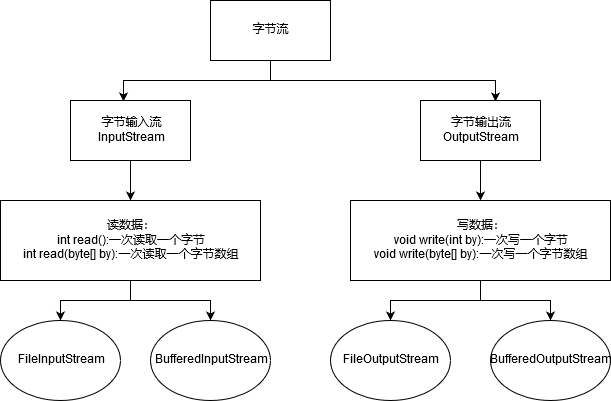 字节流
字节输入流
InputStream
字节输出流
OutputStream
读数据：
int read():一次读取一个字节
int read(byte[] by):一次读取一个字节数组
写数据：
void write(int by):一次写一个字节
void write(byte[] by):一次写一个字节数组
FileInputStream
BufferedInputStream
FileOutputStream
BufferedOutputStream